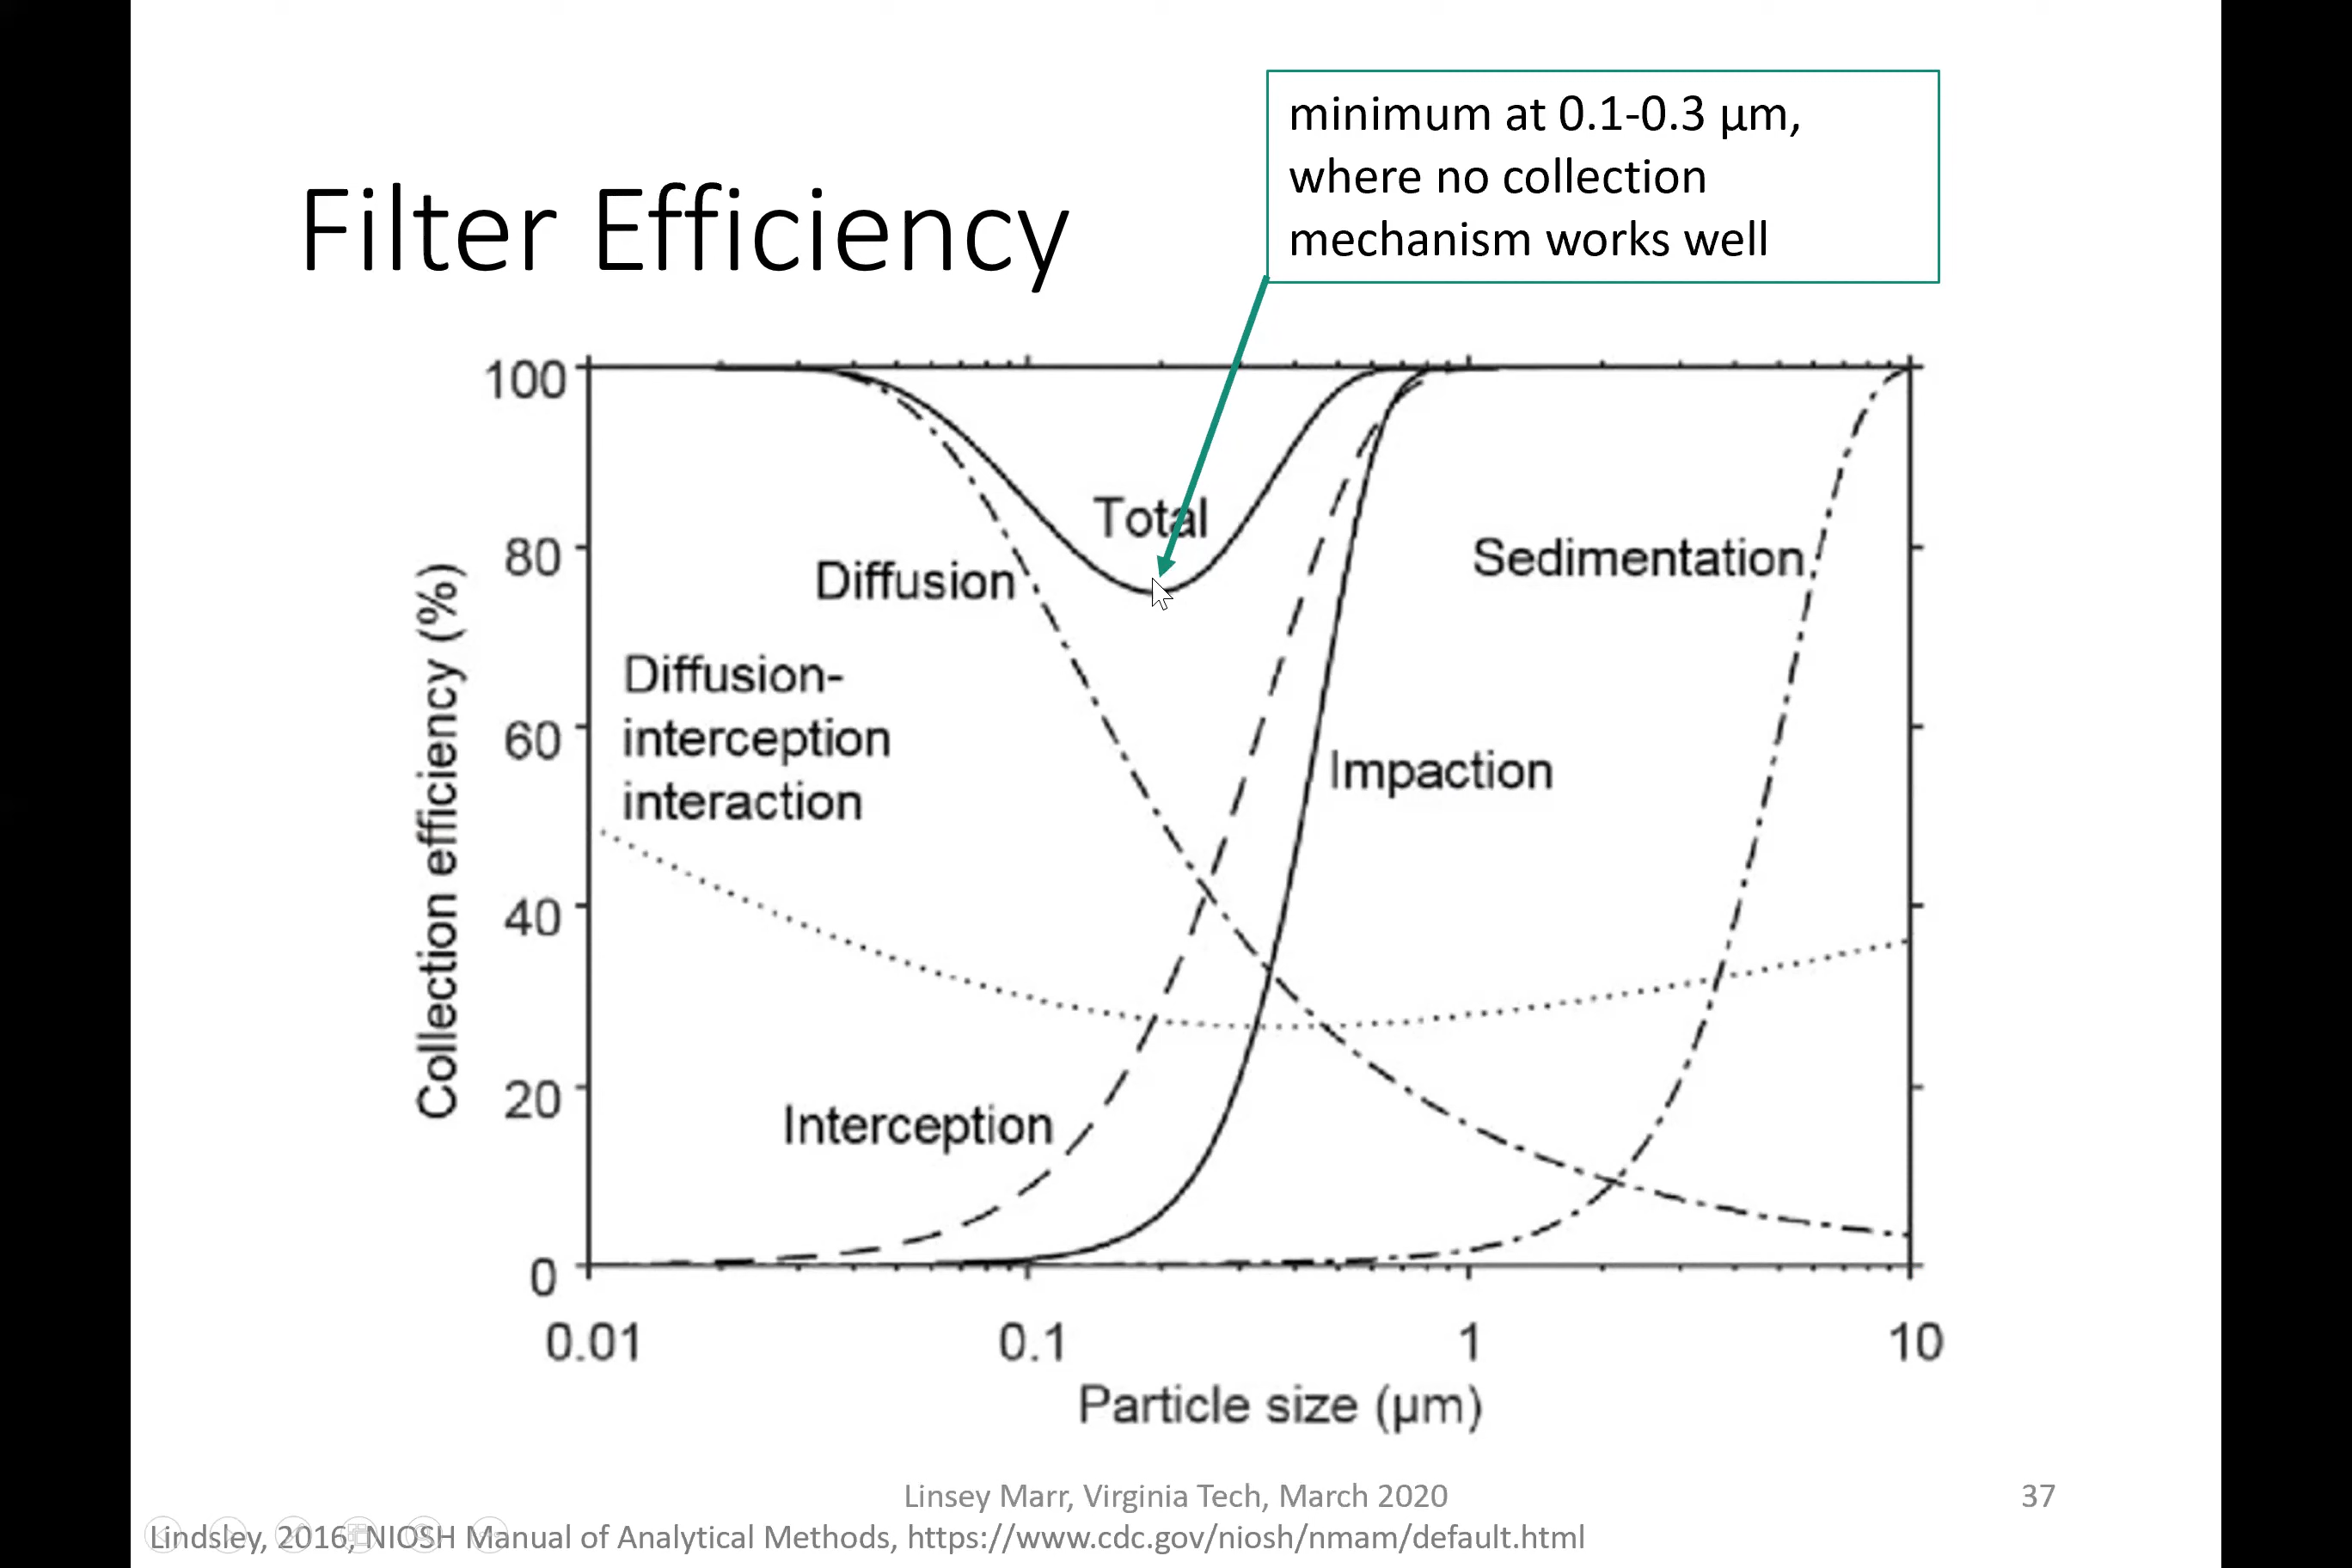 minimum at 0.1-0.3 µm,
where no collection
mechanism works well
Filter Efficiency
100
80
60
40
20
0
Collection efficiency (%)
Total
Diffusion
Sedimentation
Diffusion-
interception
interaction
Impaction
Interception
0.01
0.1
1
10
Particle size (µm)
Linsey Marr, Virginia Tech, March 2020
37
Lindsley, 2016, NIOSH Manual of Analytical Methods, https://www.cdc.gov/niosh/nmam/default.html